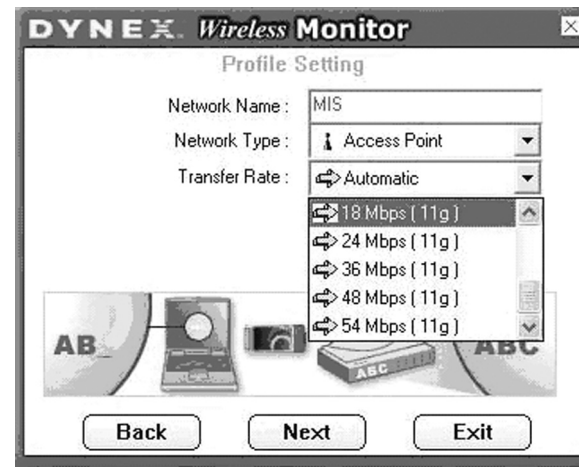 DYNEX Wireless Monitor
Profile Setting
Network Name : MIS
Network Type : Access Point
Transfer Rate : Automatic
18 Mbps ( 11g )
24 Mbps ( 11g )
36 Mbps ( 11g )
48 Mbps ( 11g )
54 Mbps ( 11g )
AB_ ABC ABC
Back Next Exit